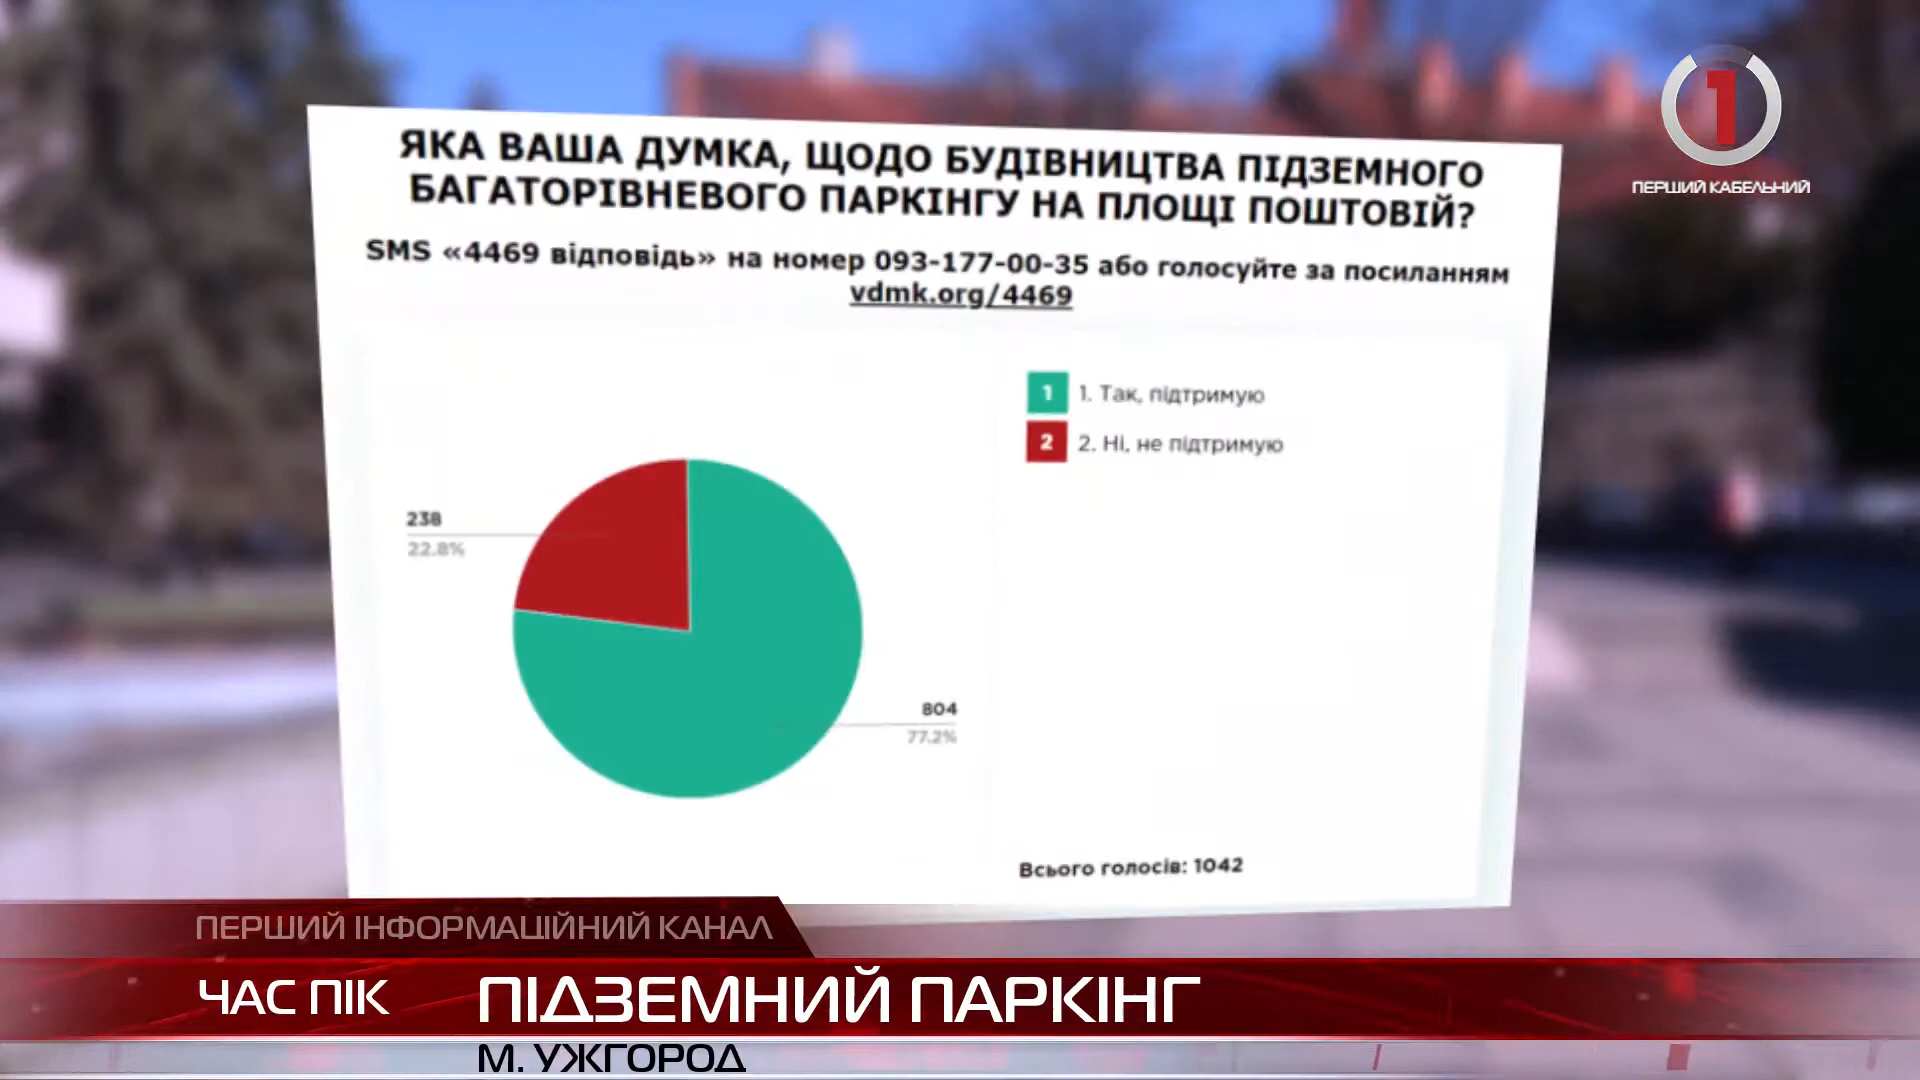 ЯКА ВАША ДУМКА, ЩОДО БУДІВНИЦТВА ПІДЗЕМНОГО
БАГАТОРІВНЕВОГО ПАРКІНГУ НА ПЛОЩІ ПОШТОВІЙ?
SMS «4469 відповідь» на номер 093-177-00-35 або голосуйте за посиланням
vdmk.org/4469
1
ПЕРШИЙ КАБЕЛЬНИЙ
1 1. Так, підтримую
2 2. Ні, не підтримую
238
22.8%
804
77.2%
Всього голосів: 1042
ПЕРШИЙ ІНФОРМАЦІЙНИЙ КАНАЛ
ЧАС ПІК ПІДЗЕМНИЙ ПАРКІНГ
М. УЖГОРОД